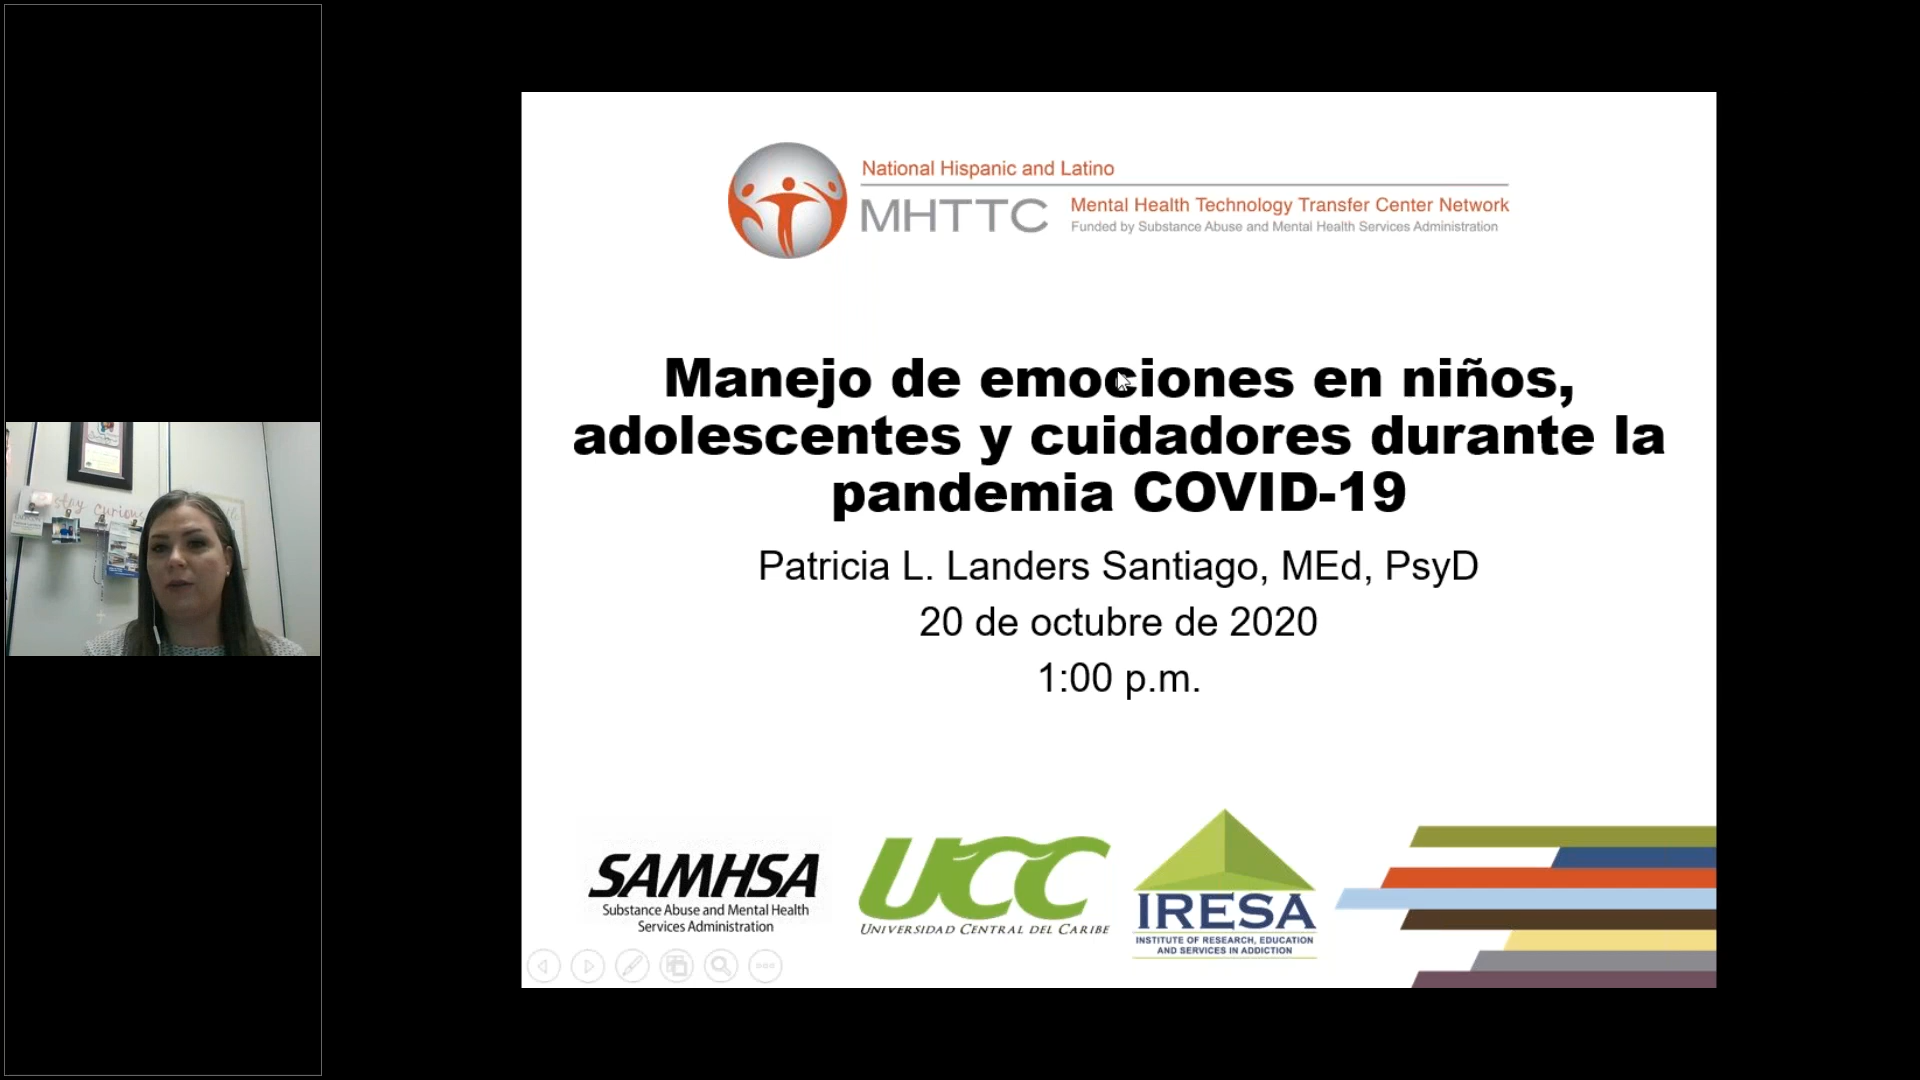 stay curious
National Hispanic and Latino
MHTTC
Mental Health Technology Transfer Center Network
Funded by Substance Abuse and Mental Health Services Administration
Manejo de emociones en niños,
adolescentes y cuidadores durante la
pandemia COVID-19
Patricia L. Landers Santiago, MEd, PsyD
20 de octubre de 2020
1:00 p.m.
SAMHSA
Substance Abuse and Mental Health
Services Administration
UCC
UNIVERSIDAD CENTRAL DEL CARIBE
IRESA
INSTITUTE OF RESEARCH, EDUCATION
AND SERVICES IN ADDICTION